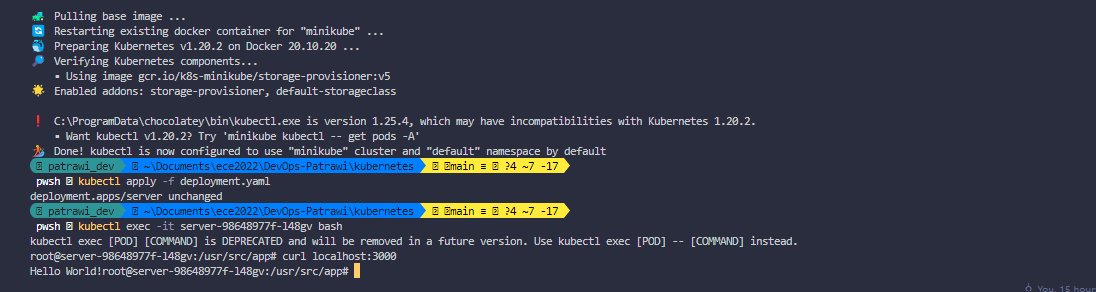 Pulling base image ...
Restarting existing docker container for "minikube" ...
Preparing Kubernetes v1.20.2 on Docker 20.10.20 ...
Verifying Kubernetes components...
▪ Using image gcr.io/k8s-minikube/storage-provisioner:v5
Enabled addons: storage-provisioner, default-storageclass
❗ C:\ProgramData\chocolatey\bin\kubectl.exe is version 1.25.4, which may have incompatibilities with Kubernetes 1.20.2.
▪ Want kubectl v1.20.2? Try 'minikube kubectl -- get pods -A'
Done! kubectl is now configured to use "minikube" cluster and "default" namespace by default
patrawi_dev ~\Documents\ece2022\DevOps-Patrawi\kubernetes main ≡ ?4 ~7 -17
pwsh kubectl apply -f deployment.yaml
deployment.apps/server unchanged
patrawi_dev ~\Documents\ece2022\DevOps-Patrawi\kubernetes main ≡ ?4 ~7 -17
pwsh kubectl exec -it server-98648977f-l48gv bash
kubectl exec [POD] [COMMAND] is DEPRECATED and will be removed in a future version. Use kubectl exec [POD] -- [COMMAND] instead.
root@server-98648977f-l48gv:/usr/src/app# curl localhost:3000
Hello World!root@server-98648977f-l48gv:/usr/src/app#
You, 15 hour